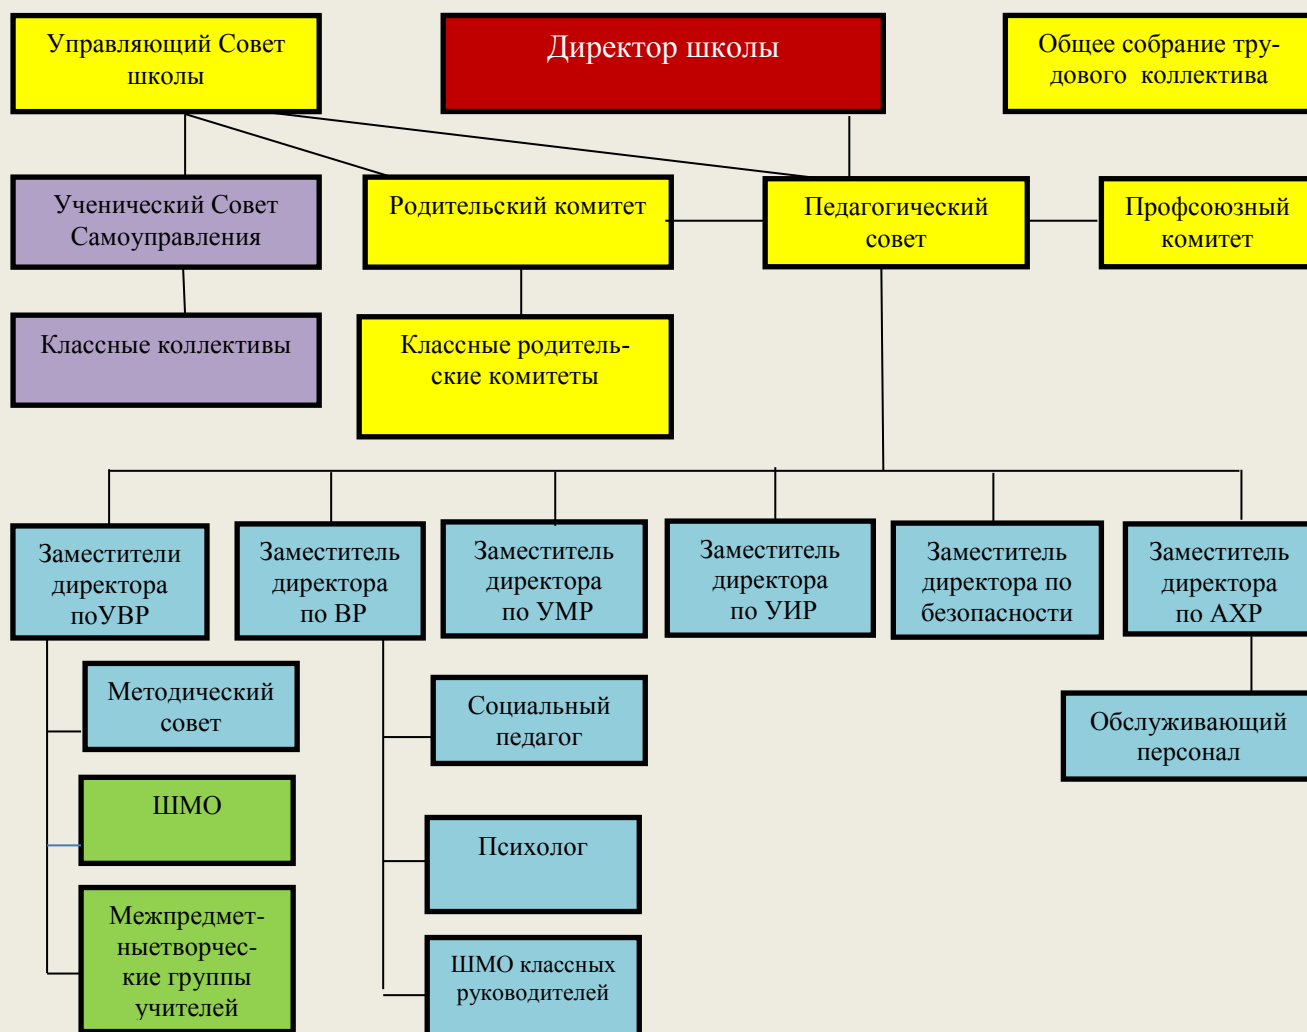 Управляющий Совет
школы
Директор школы
Общее собрание тру-
дового коллектива
Ученический Совет
Самоуправления
Родительский комитет
Педагогический
совет
Профсоюзный
комитет
Классные коллективы
Классные родитель-
ские комитеты
Заместители
директора
поУВР
Заместитель
директора
по ВР
Заместитель
директора
по УМР
Заместитель
директора
по УИР
Заместитель
директора по
безопасности
Заместитель
директора
по АХР
Методический
совет
Социальный
педагог
Обслуживающий
персонал
ШМО
Психолог
Межпредмет-
ныетворчес-
кие группы
учителей
ШМО классных
руководителей